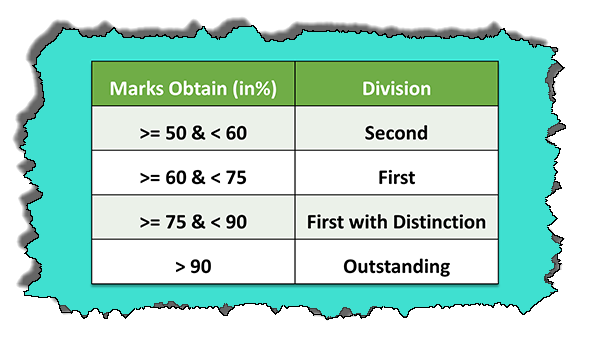 Marks Obtain (in%) Division
>= 50 & < 60 Second
>= 60 & < 75 First
>= 75 & < 90 First with Distinction
> 90 Outstanding